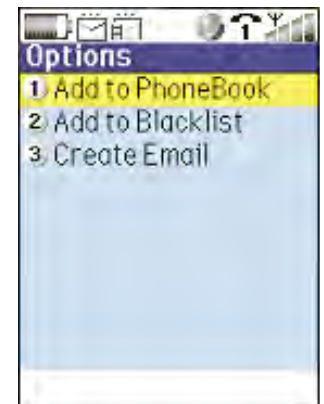 Options
1 Add to PhoneBook
2 Add to Blacklist
3 Create Email